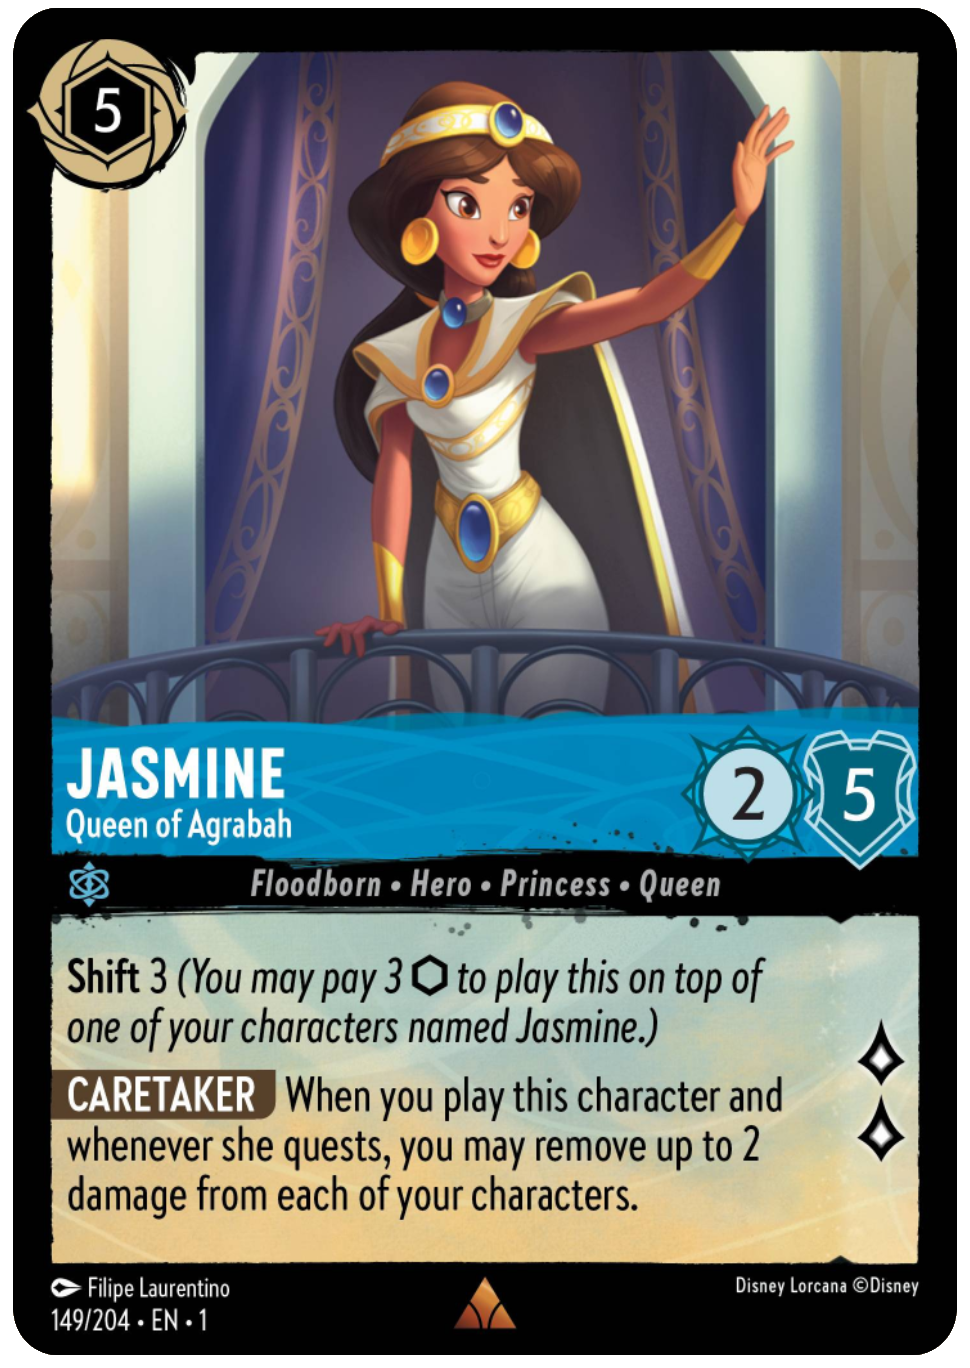 5
JASMINE
Queen of Agrabah
2
5
Floodborn • Hero • Princess • Queen
Shift 3 (You may pay 3 ⬡ to play this on top of
one of your characters named Jasmine.)
CARETAKER When you play this character and
whenever she quests, you may remove up to 2
damage from each of your characters.
Filipe Laurentino
Disney Lorcana ©Disney
149/204 • EN • 1